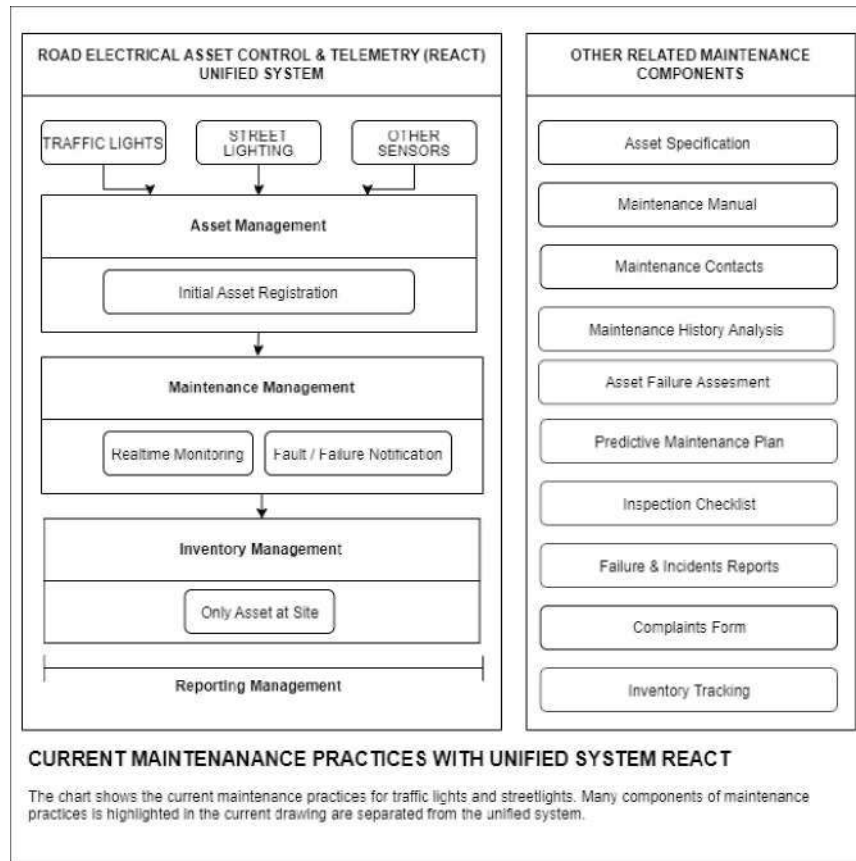 ROAD ELECTRICAL ASSET CONTROL & TELEMETRY (REACT)
UNIFIED SYSTEM
TRAFFIC LIGHTS
STREET
LIGHTING
OTHER
SENSORS
Asset Management
Initial Asset Registration
Maintenance Management
Realtime Monitoring
Fault / Failure Notification
Inventory Management
Only Asset at Site
Reporting Management
OTHER RELATED MAINTENANCE
COMPONENTS
Asset Specification
Maintenance Manual
Maintenance Contacts
Maintenance History Analysis
Asset Failure Assesment
Predictive Maintenance Plan
Inspection Checklist
Failure & Incidents Reports
Complaints Form
Inventory Tracking
CURRENT MAINTENANANCE PRACTICES WITH UNIFIED SYSTEM REACT
The chart shows the current maintenance practices for traffic lights and streetlights. Many components of maintenance
practices is highlighted in the current drawing are separated from the unified system.